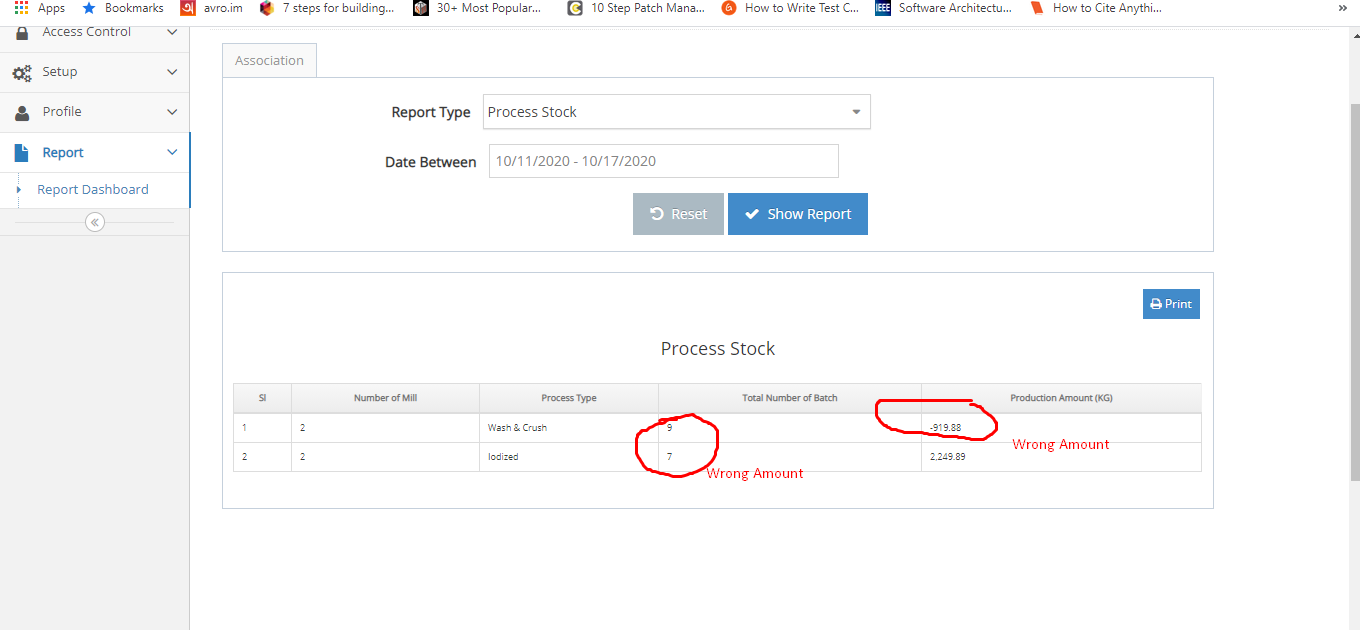 Apps Bookmarks avro.im 7 steps for building... 30+ Most Popular... 10 Step Patch Mana... How to Write Test C... IEEE Software Architectu... How to Cite Anythi... »
Access Control
Setup
Profile
Report
Report Dashboard
Association
Report Type Process Stock
Date Between 10/11/2020 - 10/17/2020
Reset Show Report
Print
Process Stock
Sl Number of Mill Process Type Total Number of Batch Production Amount (KG)
1 2 Wash & Crush 9 -919.88
Wrong Amount
2 2 Iodized 7 2,249.89
Wrong Amount